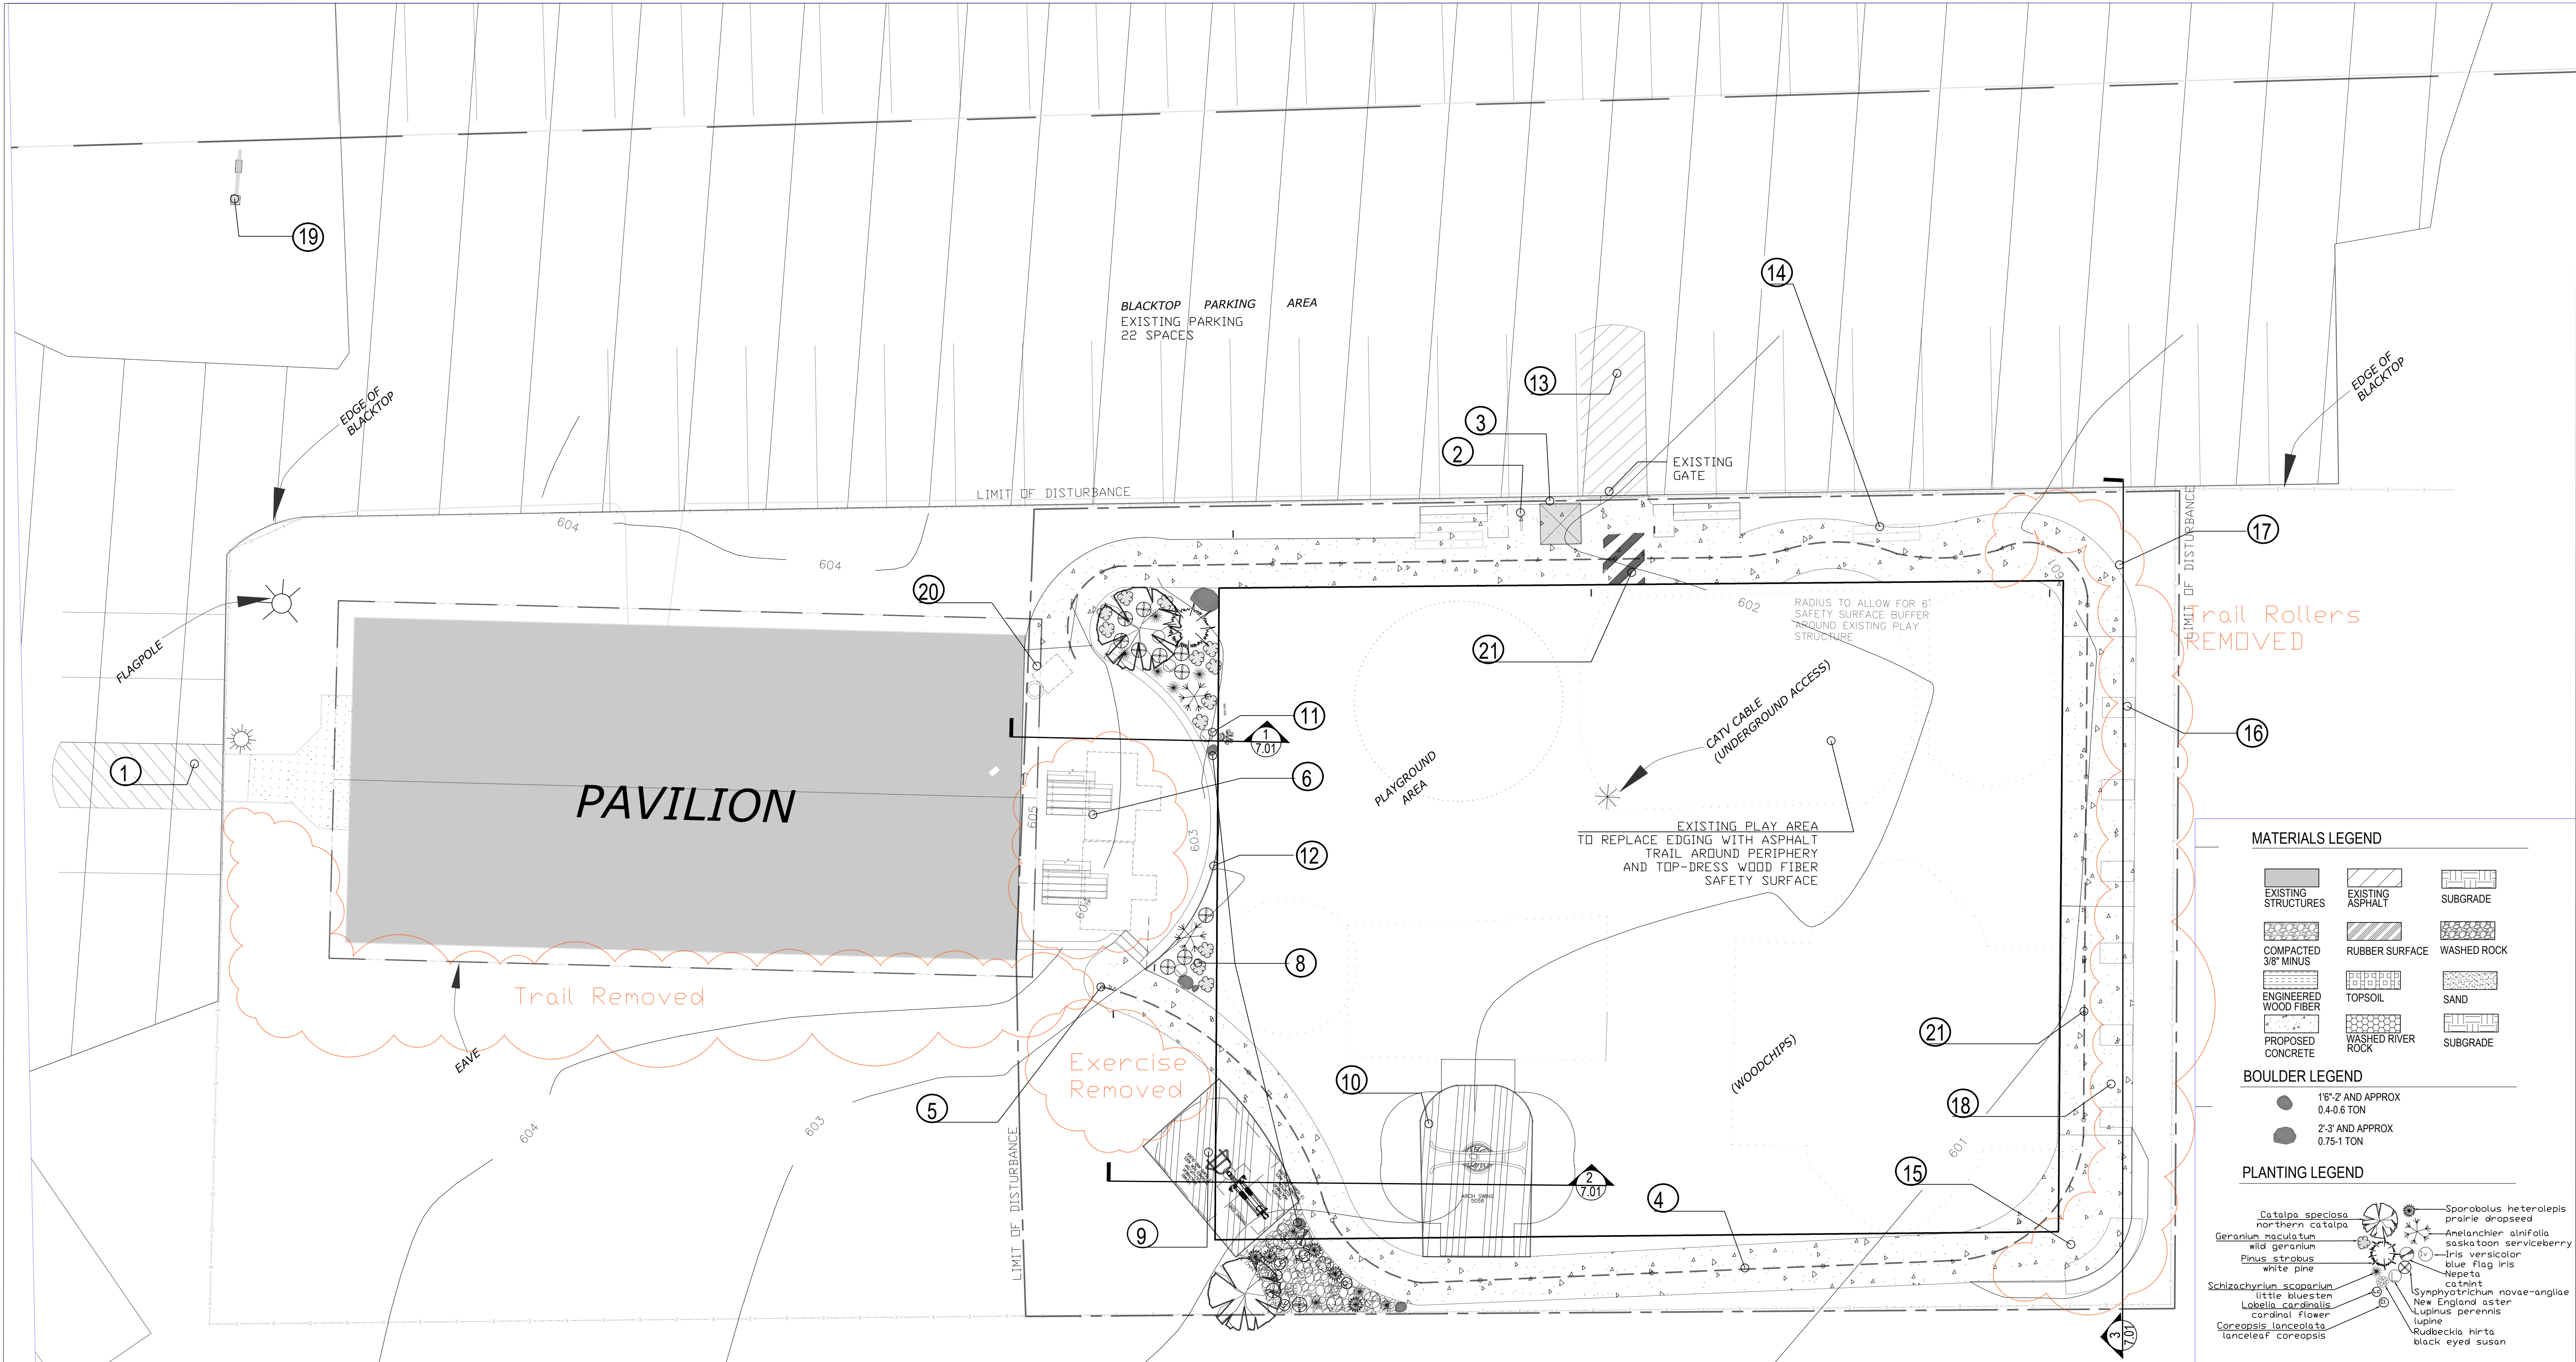 19
BLACKTOP PARKING AREA
EXISTING PARKING
22 SPACES
14
13
3
2
EDGE OF
BLACKTOP
EDGE OF
BLACKTOP
EXISTING
GATE
LIMIT OF DISTURBANCE
LIMIT OF DISTURBANCE
17
604
604
20
601
602
RADIUS TO ALLOW FOR 6'
SAFETY SURFACE BUFFER
AROUND EXISTING PLAY
STRUCTURE
Trail Rollers
REMOVED
FLAGPOLE
21
11
1
7.01
16
CATV CABLE
(UNDERGROUND ACCESS)
PLAYGROUND
AREA
1
6
PAVILION
605
603
604
12
EXISTING PLAY AREA
TO REPLACE EDGING WITH ASPHALT
TRAIL AROUND PERIPHERY
AND TOP-DRESS WOOD FIBER
SAFETY SURFACE
8
Trail Removed
EAVE
Exercise
Removed
5
10
(WOODCHIPS)
21
18
604
603
601
LIMIT OF DISTURBANCE
9
ARCH SWING
5058
2
7.01
4
15
3
7.01
MATERIALS LEGEND
EXISTING
STRUCTURES
EXISTING
ASPHALT
SUBGRADE
COMPACTED
3/8" MINUS
RUBBER SURFACE
WASHED ROCK
ENGINEERED
WOOD FIBER
TOPSOIL
SAND
PROPOSED
CONCRETE
WASHED RIVER
ROCK
SUBGRADE
BOULDER LEGEND
1'6"-2' AND APPROX
0.4-0.6 TON
2'-3' AND APPROX
0.75-1 TON
PLANTING LEGEND
Catalpa speciosa
northern catalpa
Geranium maculatum
wild geranium
Pinus strobus
white pine
Schizachyrium scoparium
little bluestem
Lobelia cardinalis
cardinal flower
Coreopsis lanceolata
lanceleaf coreopsis
Sporobolus heterolepis
prairie dropseed
Amelanchier alnifolia
saskatoon serviceberry
IV
Iris versicolor
blue flag iris
Nepeta
catmint
Symphyotrichum novae-angliae
New England aster
Lupinus perennis
lupine
Rudbeckia hirta
black eyed susan